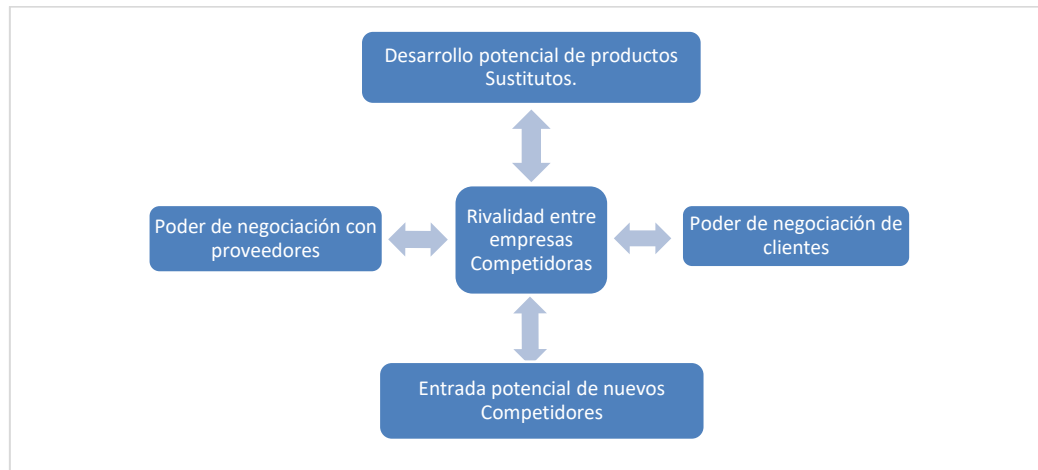 Desarrollo potencial de productos
Sustitutos.
Poder de negociación con
proveedores
Rivalidad entre
empresas
Competidoras
Poder de negociación de
clientes
Entrada potencial de nuevos
Competidores